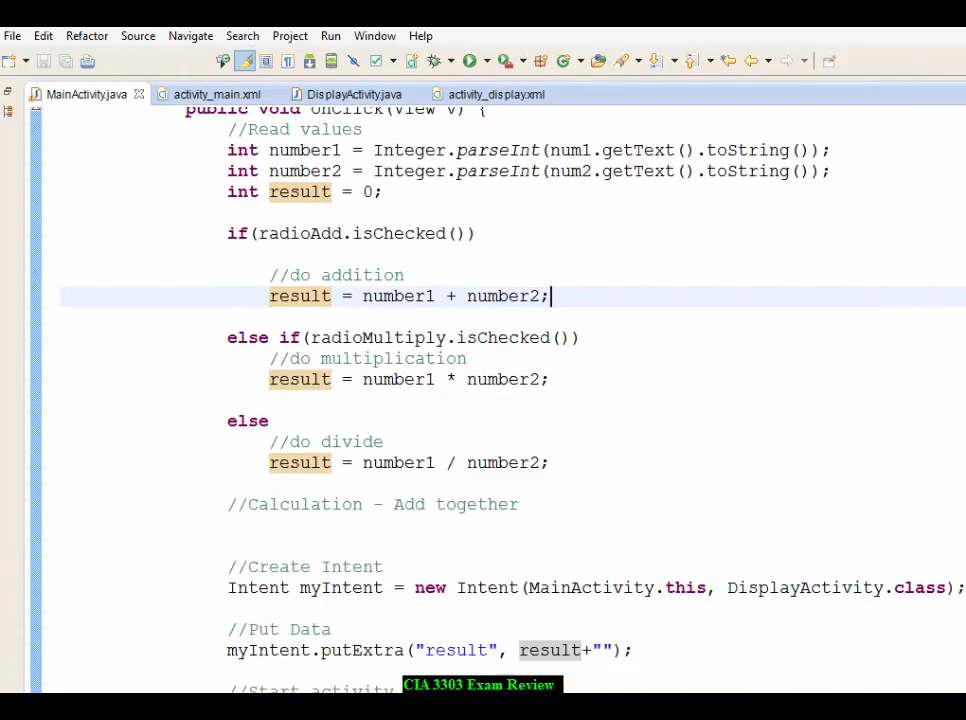 File Edit Refactor Source Navigate Search Project Run Window Help
MainActivity.java activity_main.xml DisplayActivity.java activity_display.xml
public void onClick(View v) {
//Read values
int number1 = Integer.parseInt(num1.getText().toString());
int number2 = Integer.parseInt(num2.getText().toString());
int result = 0;
if(radioAdd.isChecked())
//do addition
result = number1 + number2;
else if(radioMultiply.isChecked())
//do multiplication
result = number1 * number2;
else
//do divide
result = number1 / number2;
//Calculation - Add together
//Create Intent
Intent myIntent = new Intent(MainActivity.this, DisplayActivity.class);
//Put Data
myIntent.putExtra("result", result+"");
//Start activity
CIA 3303 Exam Review